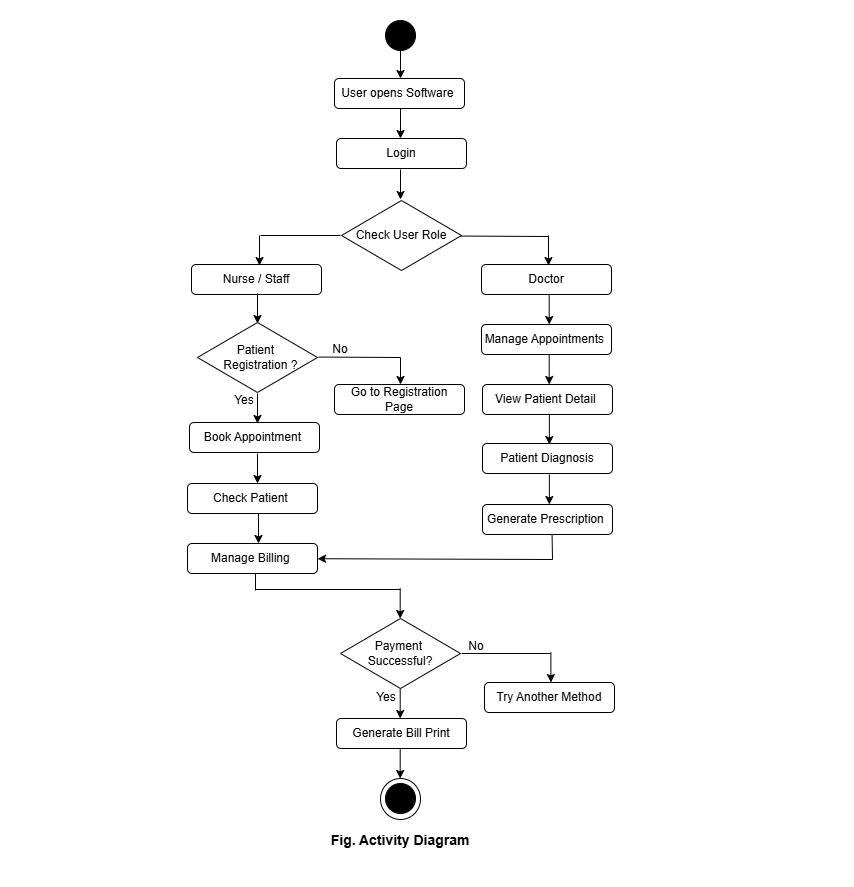 User opens Software
Login
Check User Role
Nurse / Staff
Doctor
Patient
Registration ?
No
Yes
Go to Registration
Page
Manage Appointments
View Patient Detail
Book Appointment
Patient Diagnosis
Check Patient
Generate Prescription
Manage Billing
Payment
Successful?
No
Yes
Try Another Method
Generate Bill Print
Fig. Activity Diagram